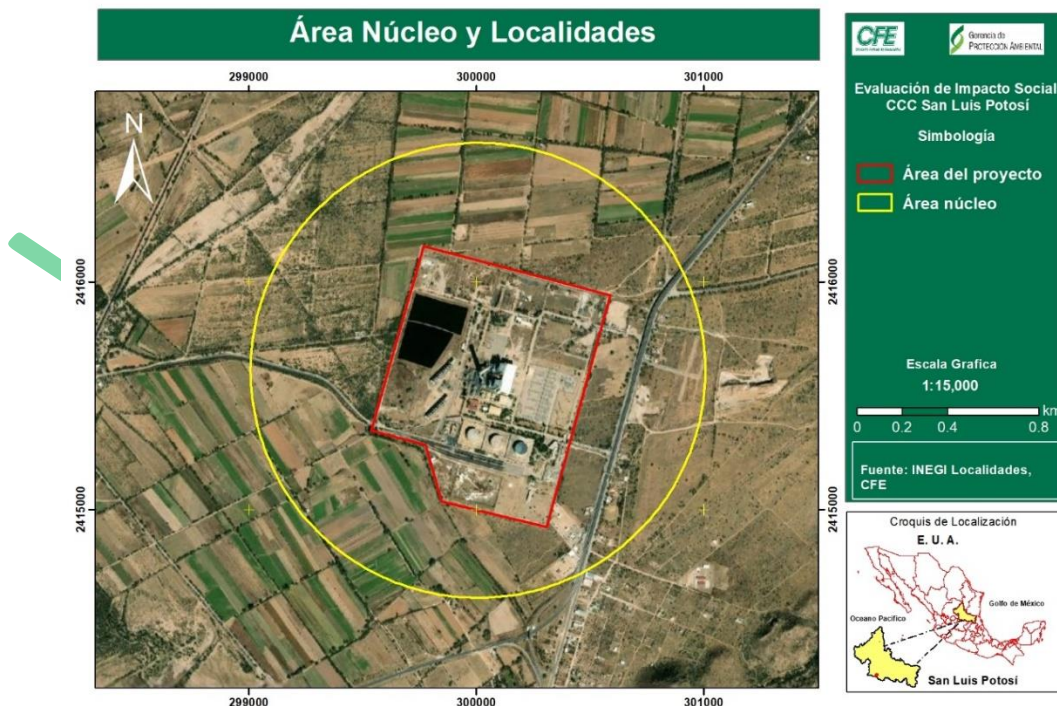 Área Núcleo y Localidades
299000
300000
301000
N
2416000
2416000
2415000
2415000
299000
300000
301000
CFE
Gerencia de
PROTECCIÓN AMBIENTAL
Evaluación de Impacto Social
CCC San Luis Potosí
Simbología
Área del proyecto
Área núcleo
Escala Grafica
1:15,000
km
0 0.2 0.4 0.8
Fuente: INEGI Localidades,
CFE
Croquis de Localización
E. U. A.
Golfo de México
Oceano Pacífico
San Luis Potosí